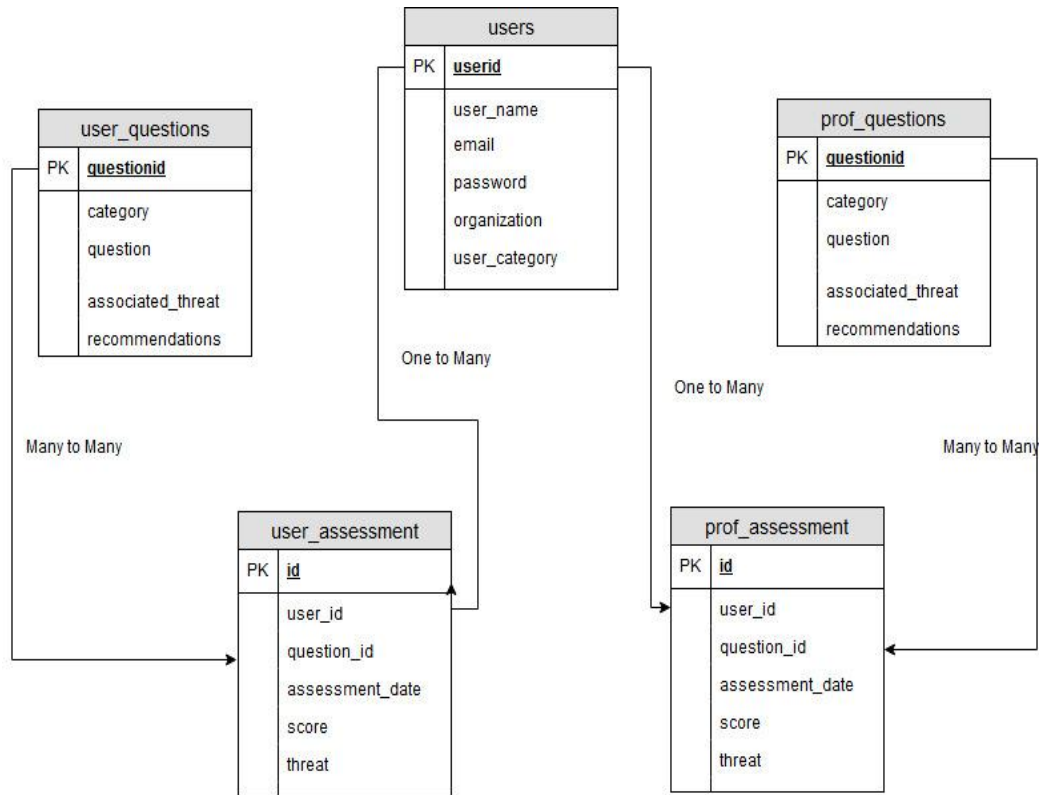 users
PK userid
user_name
email
password
organization
user_category
user_questions
PK questionid
category
question
associated_threat
recommendations
prof_questions
PK questionid
category
question
associated_threat
recommendations
One to Many
One to Many
Many to Many
Many to Many
user_assessment
PK id
user_id
question_id
assessment_date
score
threat
prof_assessment
PK id
user_id
question_id
assessment_date
score
threat